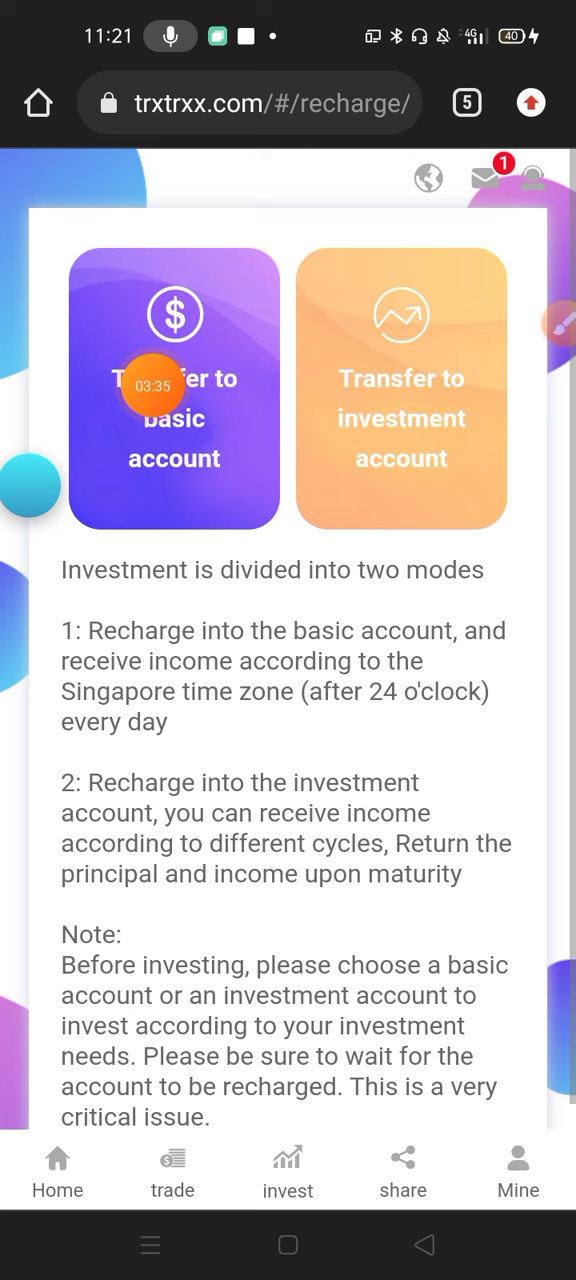 11:21
4G
40
trxtrxx.com/#/recharge/
5
1
Transfer to
basic
account
03:35
Transfer to
investment
account
Investment is divided into two modes
1: Recharge into the basic account, and
receive income according to the
Singapore time zone (after 24 o'clock)
every day
2: Recharge into the investment
account, you can receive income
according to different cycles, Return the
principal and income upon maturity
Note:
Before investing, please choose a basic
account or an investment account to
invest according to your investment
needs. Please be sure to wait for the
account to be recharged. This is a very
critical issue.
Home
trade
invest
share
Mine